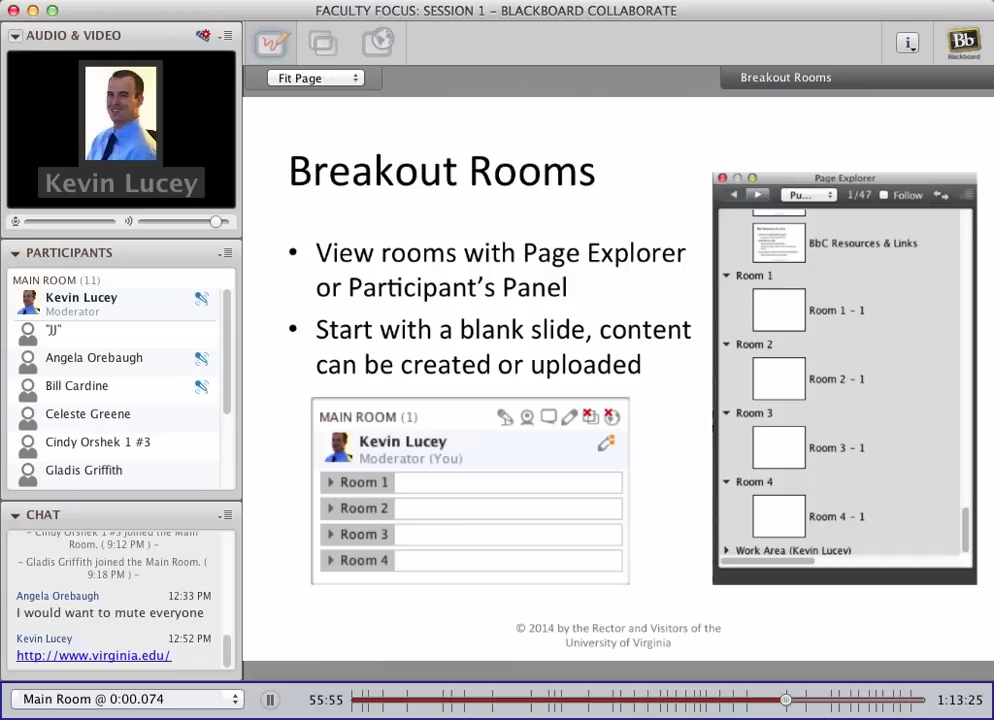 FACULTY FOCUS: SESSION 1 – BLACKBOARD COLLABORATE
AUDIO & VIDEO
Kevin Lucey
PARTICIPANTS
MAIN ROOM (11)
Kevin Lucey
Moderator
"JJ"
Angela Orebaugh
Bill Cardine
Celeste Greene
Cindy Orshek 1 #3
Gladis Griffith
CHAT
– Cindy Orshek 1 #3 joined the Main
Room. ( 9:12 PM ) –
– Gladis Griffith joined the Main Room. (
9:18 PM ) –
Angela Orebaugh 12:33 PM
I would want to mute everyone
Kevin Lucey 12:52 PM
http://www.virginia.edu/
Fit Page
Breakout Rooms
i
Bb
Blackboard
Breakout Rooms
• View rooms with Page Explorer
or Participant's Panel
• Start with a blank slide, content
can be created or uploaded
MAIN ROOM (1)
Kevin Lucey
Moderator (You)
Room 1
Room 2
Room 3
Room 4
Page Explorer
Pu... 1/47 Follow
BbC Resources & Links
Room 1
Room 1 – 1
Room 2
Room 2 – 1
Room 3
Room 3 – 1
Room 4
Room 4 – 1
Work Area (Kevin Lucey)
© 2014 by the Rector and Visitors of the
University of Virginia
Main Room @ 0:00.074
55:55
1:13:25